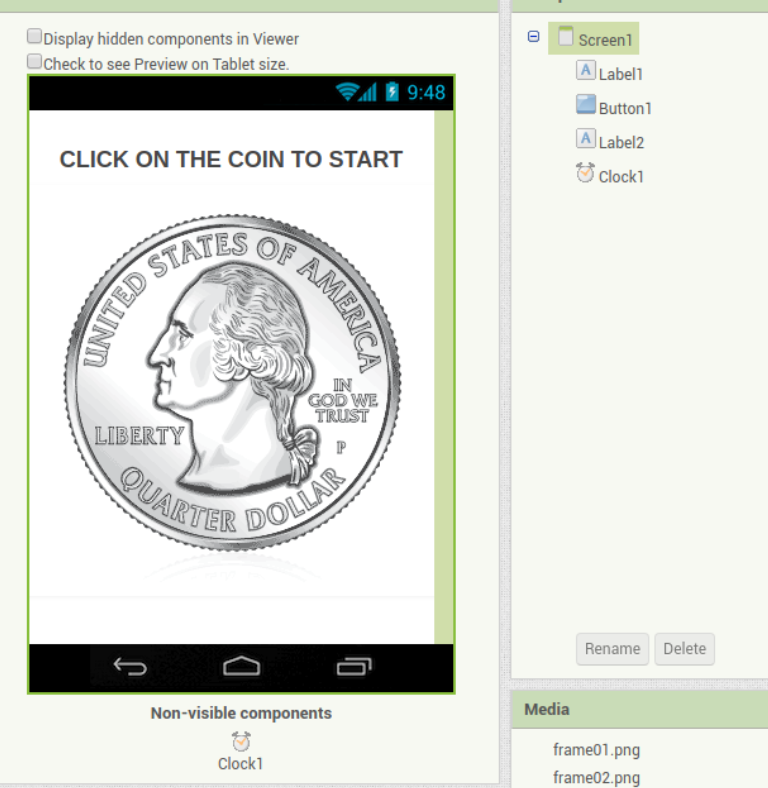 Display hidden components in Viewer
Check to see Preview on Tablet size.
9:48
CLICK ON THE COIN TO START
UNITED STATES OF AMERICA
IN
GOD WE
TRUST
LIBERTY
P
QUARTER DOLLAR
Non-visible components
Clock1
Screen1
Label1
Button1
Label2
Clock1
Rename
Delete
Media
frame01.png
frame02.png